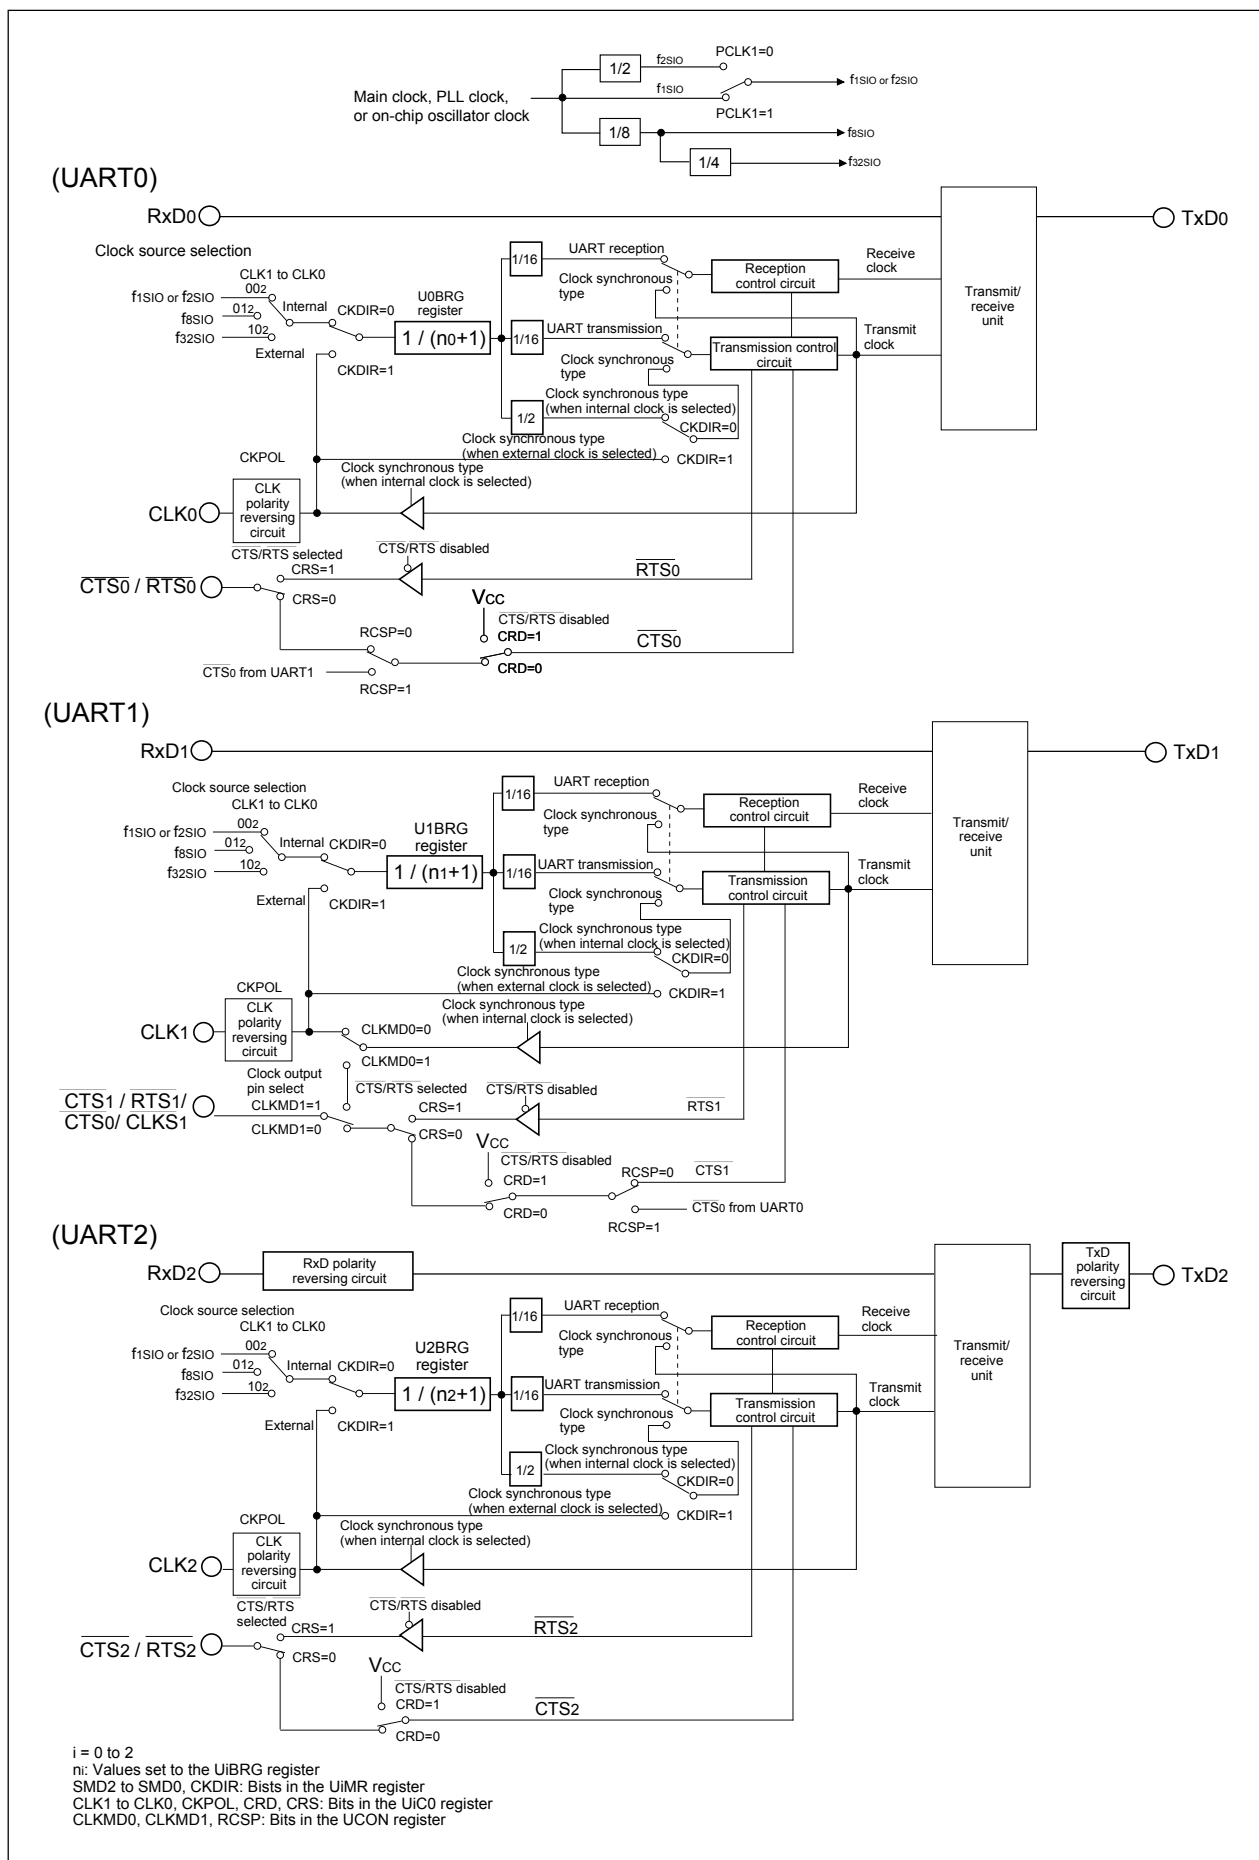 f2SIO
PCLK1=0
1/2
Main clock, PLL clock,
or on-chip oscillator clock
f1SIO
f1SIO or f2SIO
PCLK1=1
1/8
f8SIO
1/4
f32SIO
(UART0)
RxD0
TxD0
Clock source selection
CLK1 to CLK0
f1SIO or f2SIO
002
f8SIO
012
f32SIO
102
Internal
CKDIR=0
External
CKDIR=1
U0BRG
register
1 / (n0+1)
1/16
UART reception
Clock synchronous
type
Reception
control circuit
Receive
clock
1/16
UART transmission
Transmission control
circuit
Transmit
clock
Transmit/
receive
unit
Clock synchronous
type
1/2
Clock synchronous type
(when internal clock is selected)
CKDIR=0
Clock synchronous type
(when external clock is selected)
CKDIR=1
CKPOL
Clock synchronous type
(when internal clock is selected)
CLK0
CLK
polarity
reversing
circuit
CTS/RTS selected
CTS/RTS disabled
CTS0 / RTS0
CRS=1
CRS=0
RTS0
VCC
CTS/RTS disabled
RCSP=0
CRD=1
CTS0
CTS0 from UART1
CRD=0
RCSP=1
(UART1)
RxD1
TxD1
Clock source selection
CLK1 to CLK0
f1SIO or f2SIO
002
f8SIO
012
f32SIO
102
Internal
CKDIR=0
External
CKDIR=1
U1BRG
register
1 / (n1+1)
1/16
UART reception
Clock synchronous
type
Reception
control circuit
Receive
clock
1/16
UART transmission
Transmission
control circuit
Transmit
clock
Transmit/
receive
unit
Clock synchronous
type
1/2
Clock synchronous type
(when internal clock is selected)
CKDIR=0
Clock synchronous type
(when external clock is selected)
CKDIR=1
CKPOL
Clock synchronous type
(when internal clock is selected)
CLK1
CLK
polarity
reversing
circuit
CLKMD0=0
CLKMD0=1
Clock output
pin select
CTS/RTS selected
CTS/RTS disabled
CTS1 / RTS1/
CTS0/ CLKS1
CLKMD1=1
CLKMD1=0
CRS=1
CRS=0
RTS1
VCC
CTS/RTS disabled
CRD=1
RCSP=0
CTS1
CRD=0
CTS0 from UART0
RCSP=1
(UART2)
RxD2
RxD polarity
reversing circuit
TxD
polarity
reversing
circuit
TxD2
Clock source selection
CLK1 to CLK0
f1SIO or f2SIO
002
f8SIO
012
f32SIO
102
Internal
CKDIR=0
External
CKDIR=1
U2BRG
register
1 / (n2+1)
1/16
UART reception
Clock synchronous
type
Reception
control circuit
Receive
clock
1/16
UART transmission
Transmission
control circuit
Transmit
clock
Transmit/
receive
unit
Clock synchronous
type
1/2
Clock synchronous type
(when internal clock is selected)
CKDIR=0
Clock synchronous type
(when external clock is selected)
CKDIR=1
CKPOL
Clock synchronous type
(when internal clock is selected)
CLK2
CLK
polarity
reversing
circuit
CTS/RTS
selected
CTS/RTS disabled
CTS2 / RTS2
CRS=1
CRS=0
RTS2
VCC
CTS/RTS disabled
CRD=1
CTS2
CRD=0
i = 0 to 2
ni: Values set to the UiBRG register
SMD2 to SMD0, CKDIR: Bists in the UiMR register
CLK1 to CLK0, CKPOL, CRD, CRS: Bits in the UiC0 register
CLKMD0, CLKMD1, RCSP: Bits in the UCON register